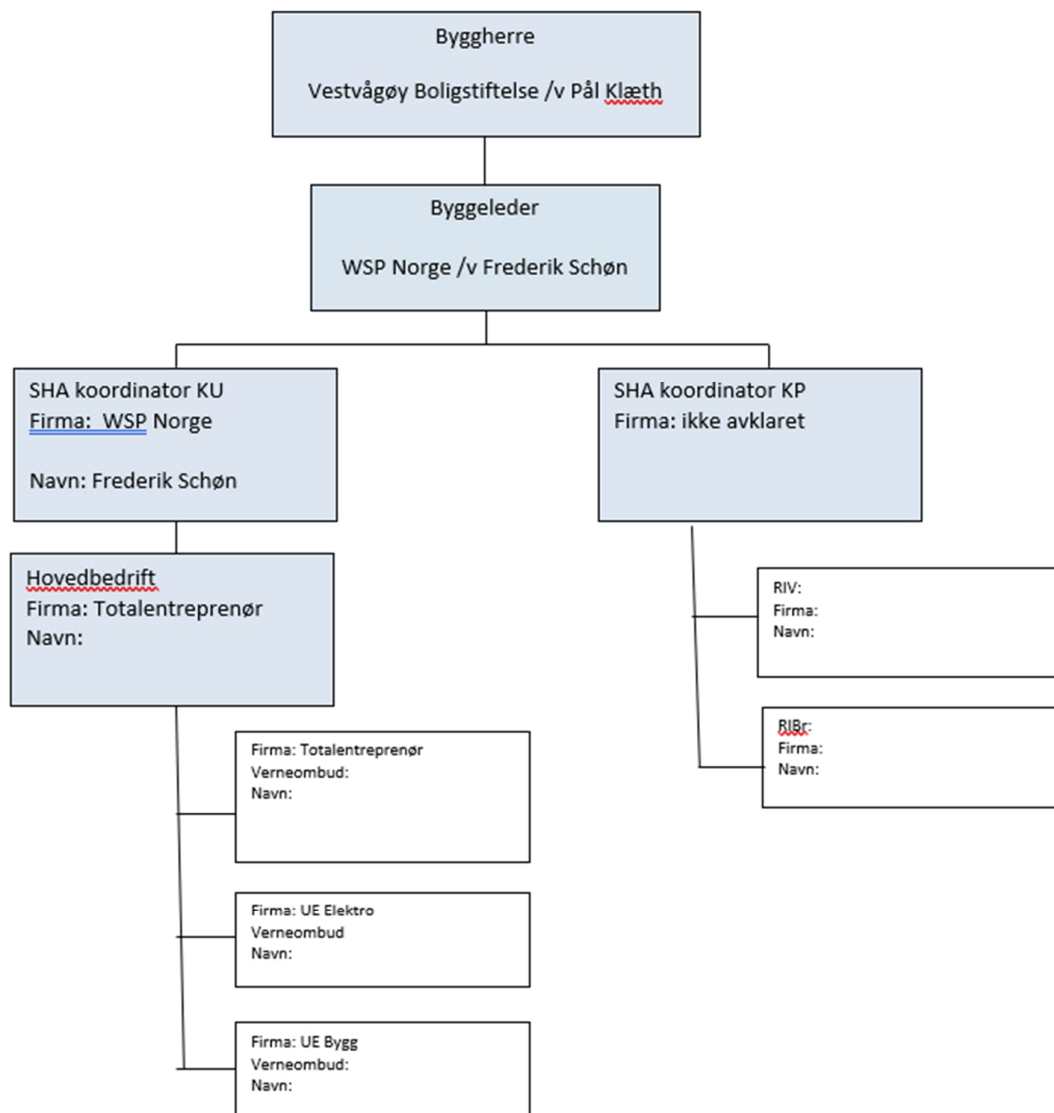 Byggherre
Vestvågøy Boligstiftelse /v Pål Klæth
Byggeleder
WSP Norge /v Frederik Schøn
SHA koordinator KU
Firma:  WSP Norge
Navn: Frederik Schøn
SHA koordinator KP
Firma: ikke avklaret
Hovedbedrift
Firma: Totalentreprenør
Navn:
RIV:
Firma:
Navn:
RIBr:
Firma:
Navn:
Firma: Totalentreprenør
Verneombud:
Navn:
Firma: UE Elektro
Verneombud
Navn:
Firma: UE Bygg
Verneombud:
Navn: